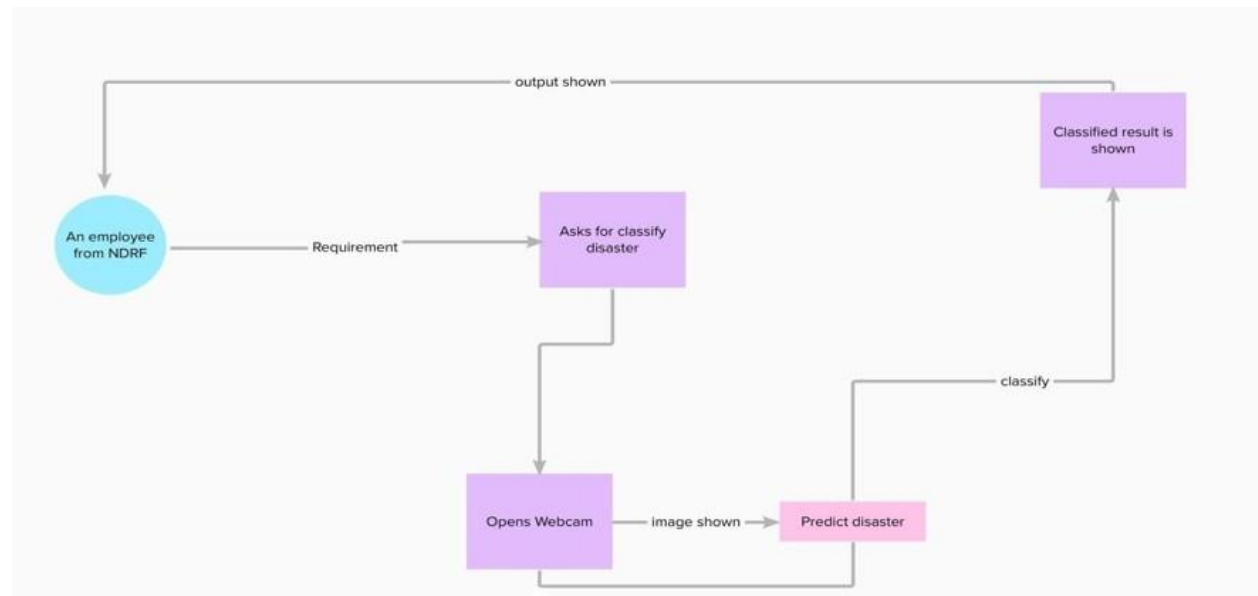 output shown
Classified result is
shown
An employee
from NDRF
Requirement
Asks for classify
disaster
classify
Opens Webcam
image shown
Predict disaster